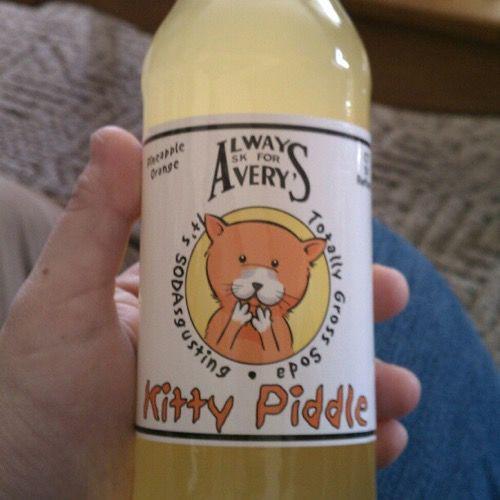 Pineapple
Orange
ALWAYS
ASK FOR
AVERY'S
It's SODAsgusting
Totally Gross Soda
Kitty Piddle